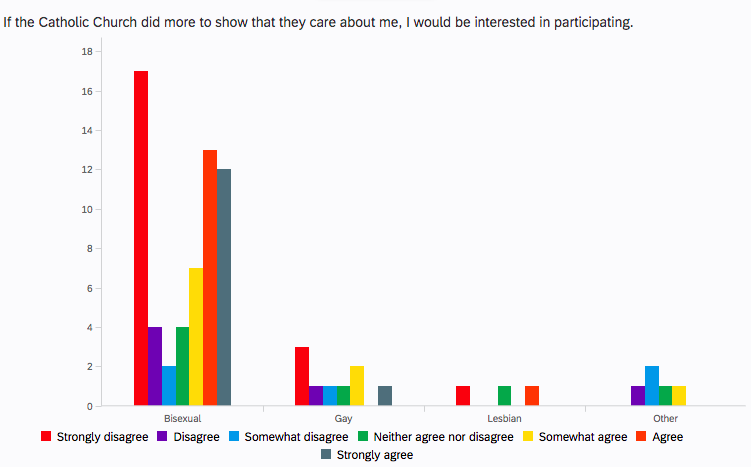 If the Catholic Church did more to show that they care about me, I would be interested in participating.
18
16
14
12
10
8
6
4
2
0
Bisexual Gay Lesbian Other
Strongly disagree Disagree Somewhat disagree Neither agree nor disagree Somewhat agree Agree
Strongly agree